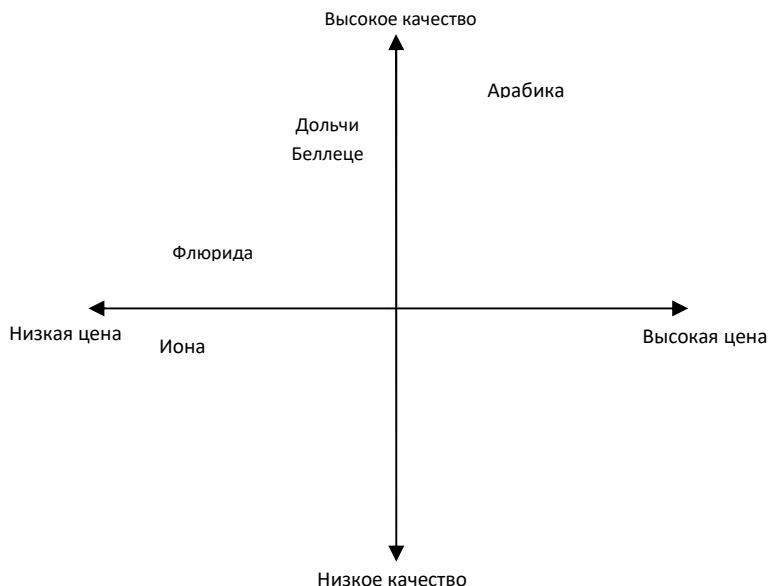 Высокое качество
Арабика
Дольчи
Беллеце
Флюрида
Низкая цена
Иона
Высокая цена
Низкое качество